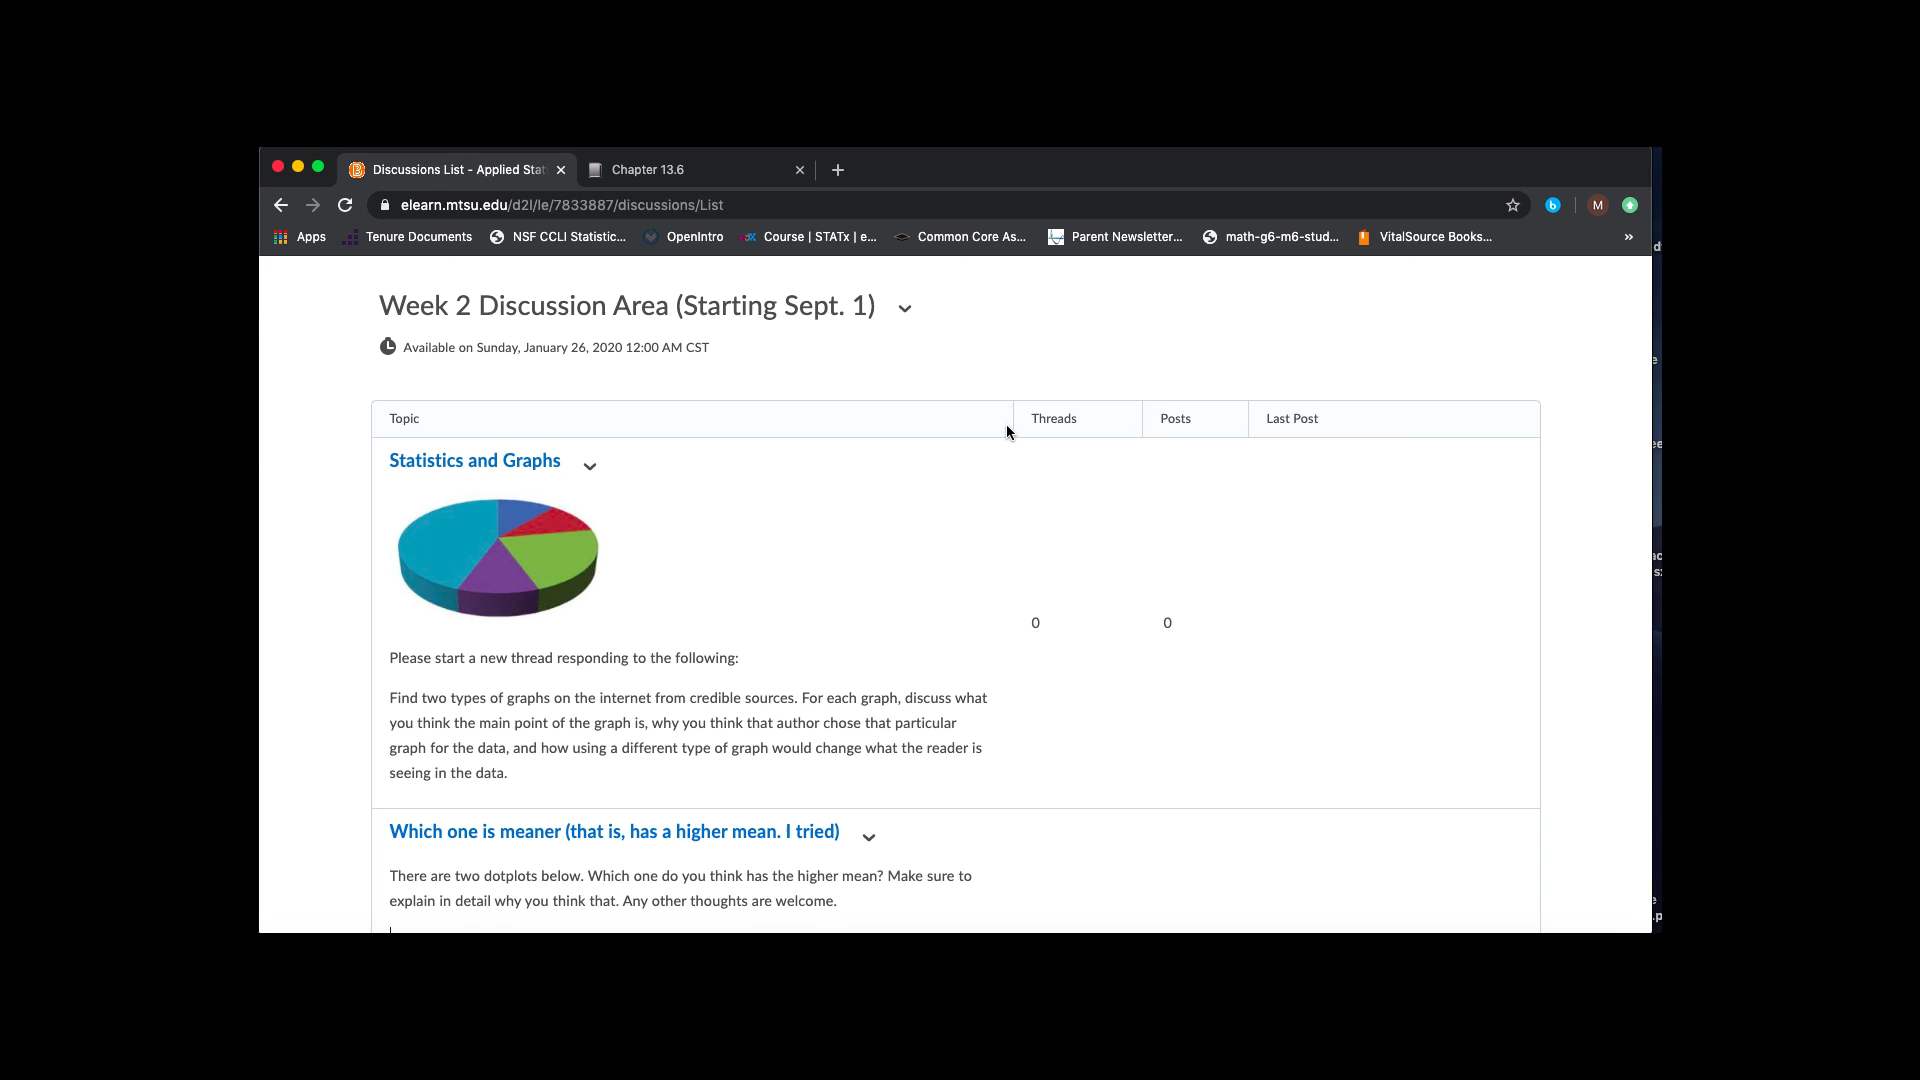 Discussions List - Applied Stat
Chapter 13.6
elearn.mtsu.edu/d2l/le/7833887/discussions/List
M
Apps
Tenure Documents
NSF CCLI Statistic...
OpenIntro
Course | STATx | e...
Common Core As...
Parent Newsletter...
math-g6-m6-stud...
VitalSource Books...
»
Week 2 Discussion Area (Starting Sept. 1)
Available on Sunday, January 26, 2020 12:00 AM CST
Topic
Threads
Posts
Last Post
Statistics and Graphs
0
0
Please start a new thread responding to the following:
Find two types of graphs on the internet from credible sources. For each graph, discuss what
you think the main point of the graph is, why you think that author chose that particular
graph for the data, and how using a different type of graph would change what the reader is
seeing in the data.
Which one is meaner (that is, has a higher mean. I tried)
There are two dotplots below. Which one do you think has the higher mean? Make sure to
explain in detail why you think that. Any other thoughts are welcome.